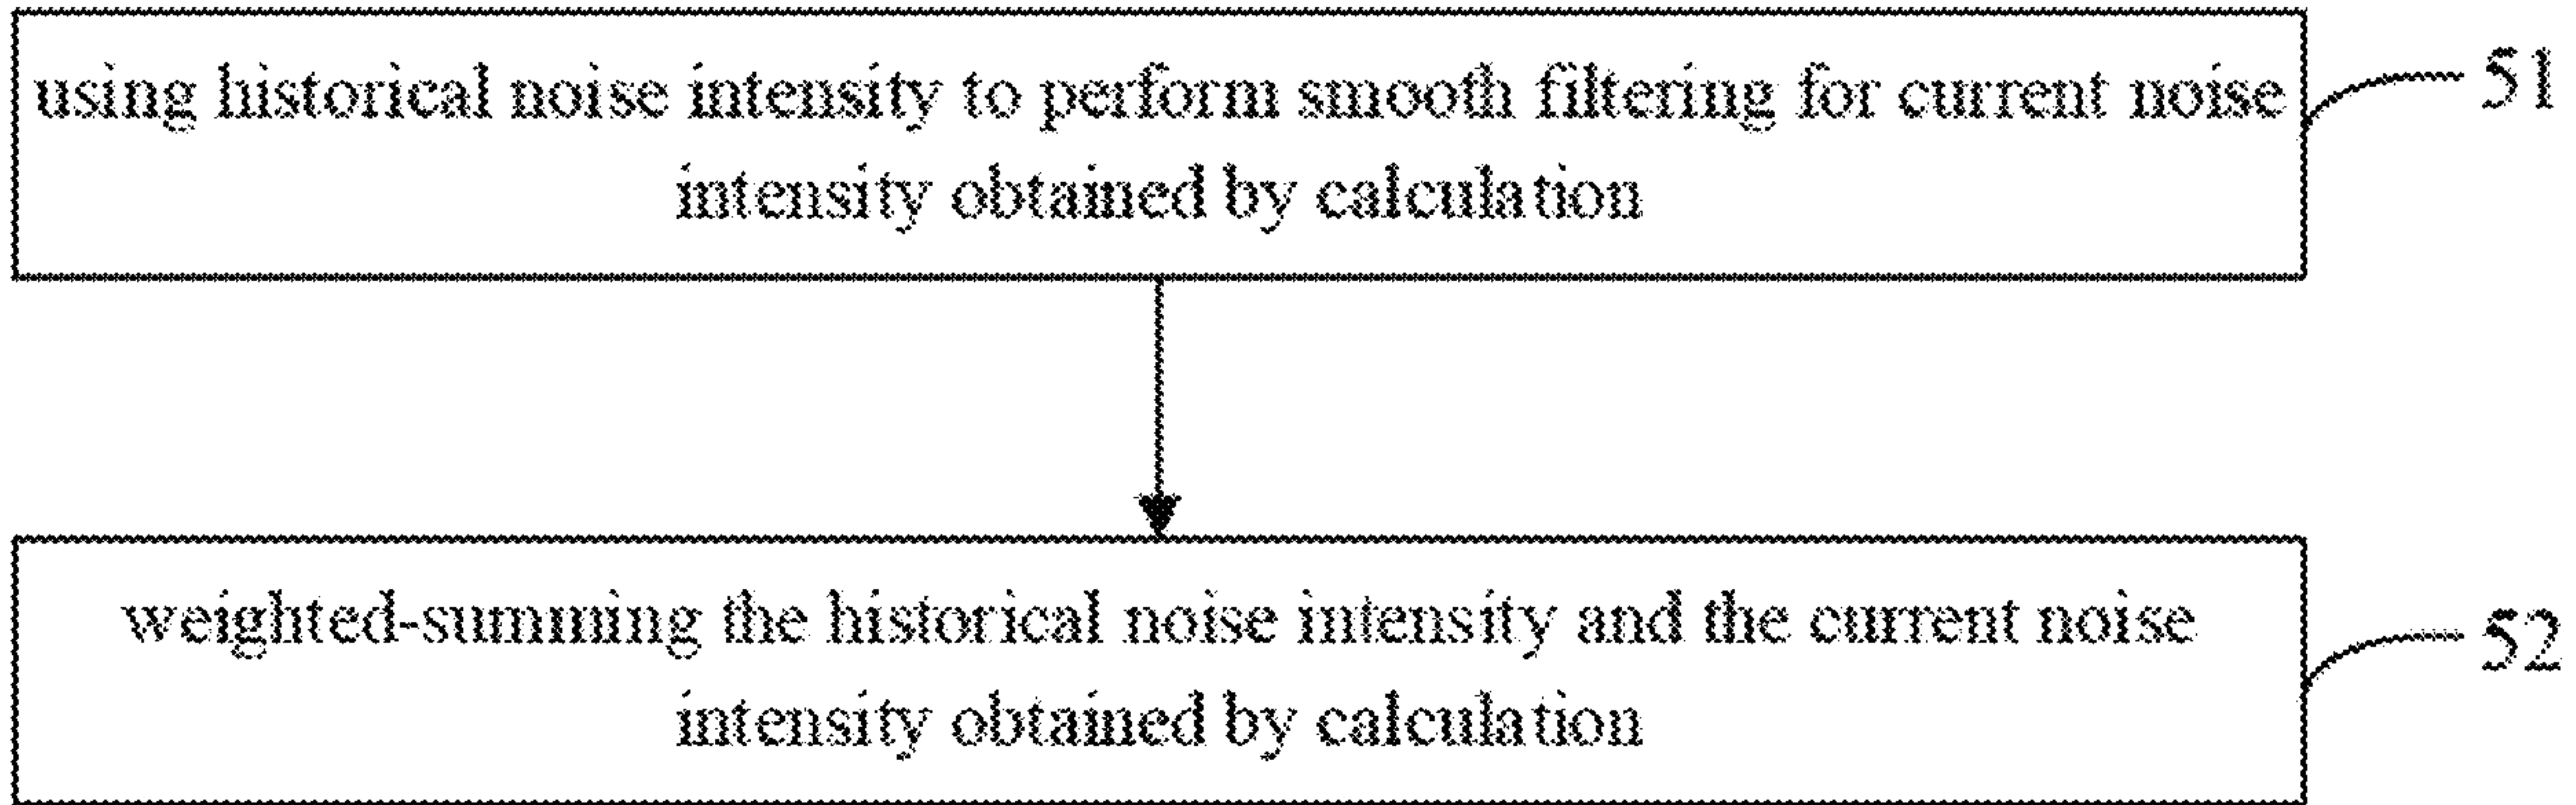 using historical noise intensity to perform smooth filtering for current noise
intensity obtained by calculation
51
weighted-summing the historical noise intensity and the current noise
intensity obtained by calculation
52